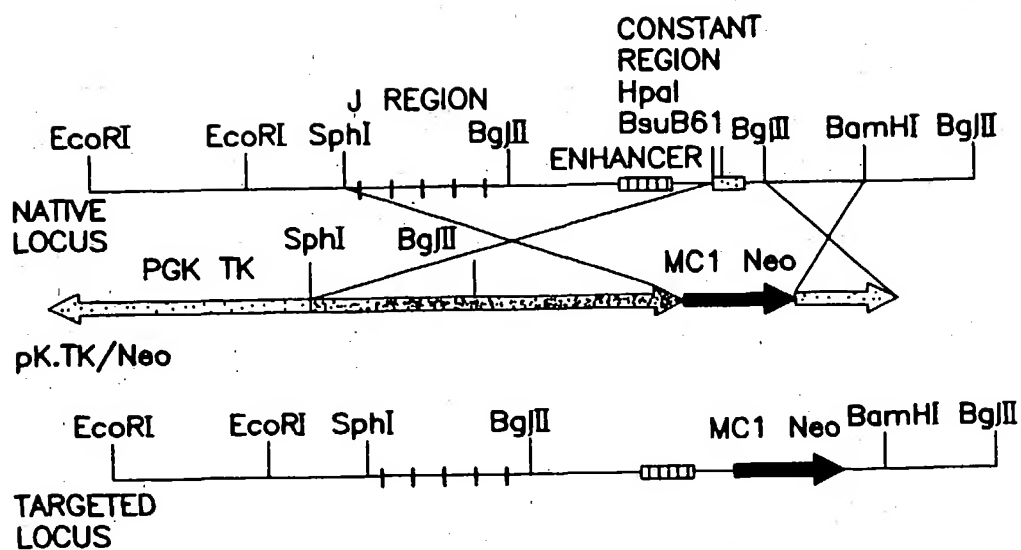 CONSTANT
REGION
J REGION
HpaI
EcoRI EcoRI SphI BglII BsuB61 BglII BamHI BglII
ENHANCER
NATIVE
LOCUS
SphI BglII
PGK TK MC1 Neo
pK.TK/Neo
EcoRI EcoRI SphI BglII MC1 Neo BamHI BglII
TARGETED
LOCUS